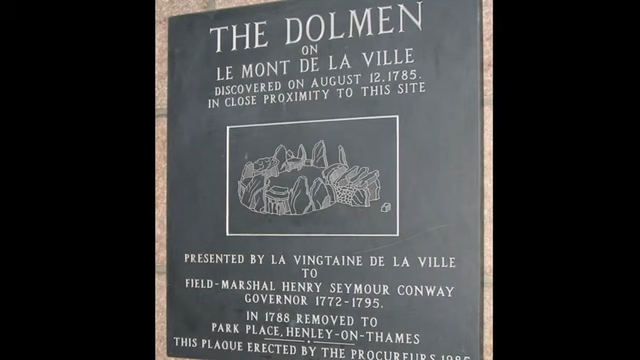 THE DOLMEN
ON
LE MONT DE LA VILLE
DISCOVERED ON AUGUST 12.1785.
IN CLOSE PROXIMITY TO THIS SITE
PRESENTED BY LA VINGTAINE DE LA VILLE
TO
FIELD-MARSHAL HENRY SEYMOUR CONWAY
GOVERNOR 1772-1795.
IN 1788 REMOVED TO
PARK PLACE, HENLEY-ON-THAMES
THIS PLAQUE ERECTED BY THE PROCUREURS 1985